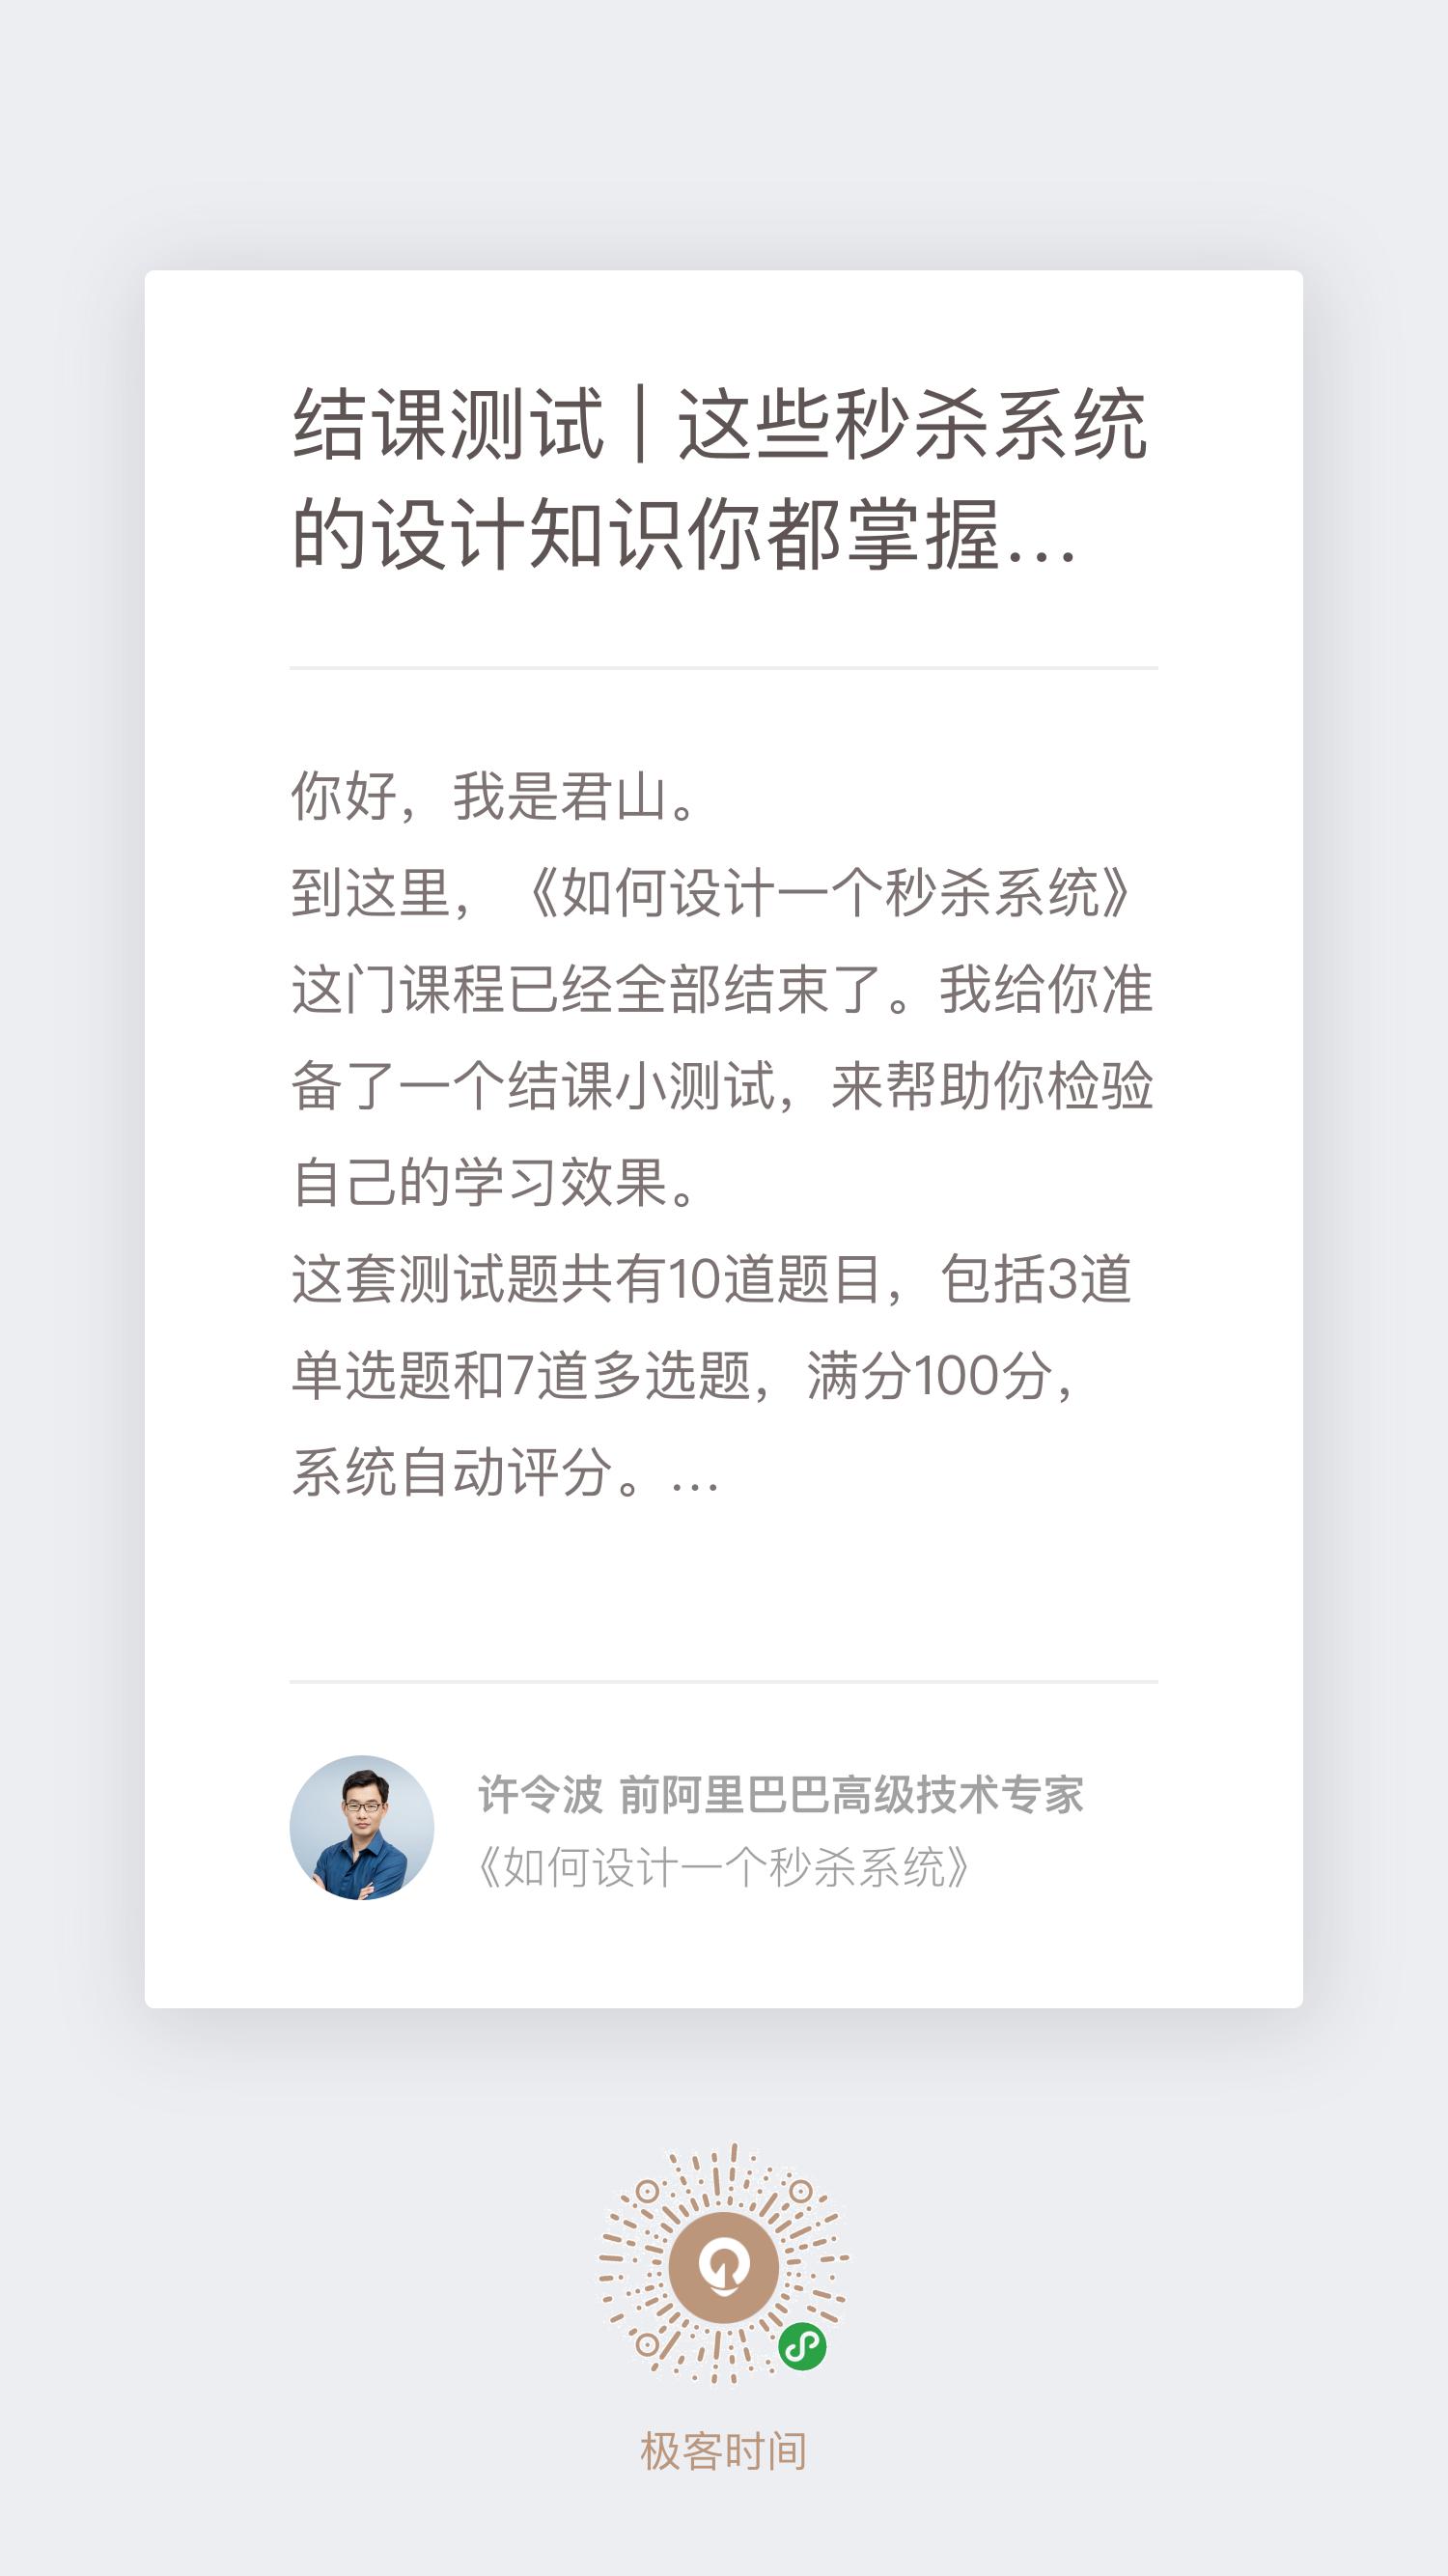 结课测试 | 这些秒杀系统
的设计知识你都掌握...
你好，我是君山。
到这里，《如何设计一个秒杀系统》
这门课程已经全部结束了。我给你准
备了一个结课小测试，来帮助你检验
自己的学习效果。
这套测试题共有10道题目，包括3道
单选题和7道多选题，满分100分，
系统自动评分。...
许令波 前阿里巴巴高级技术专家
《如何设计一个秒杀系统》
极客时间